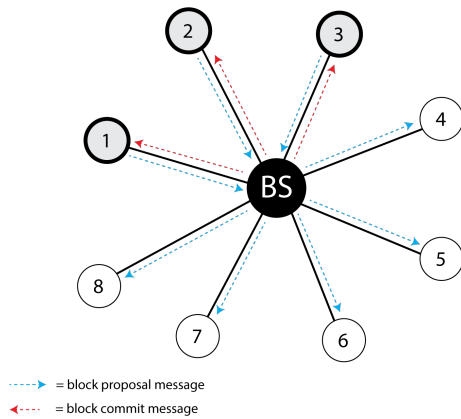 2
3
4
1
BS
5
8
7
6
= block proposal message
= block commit message